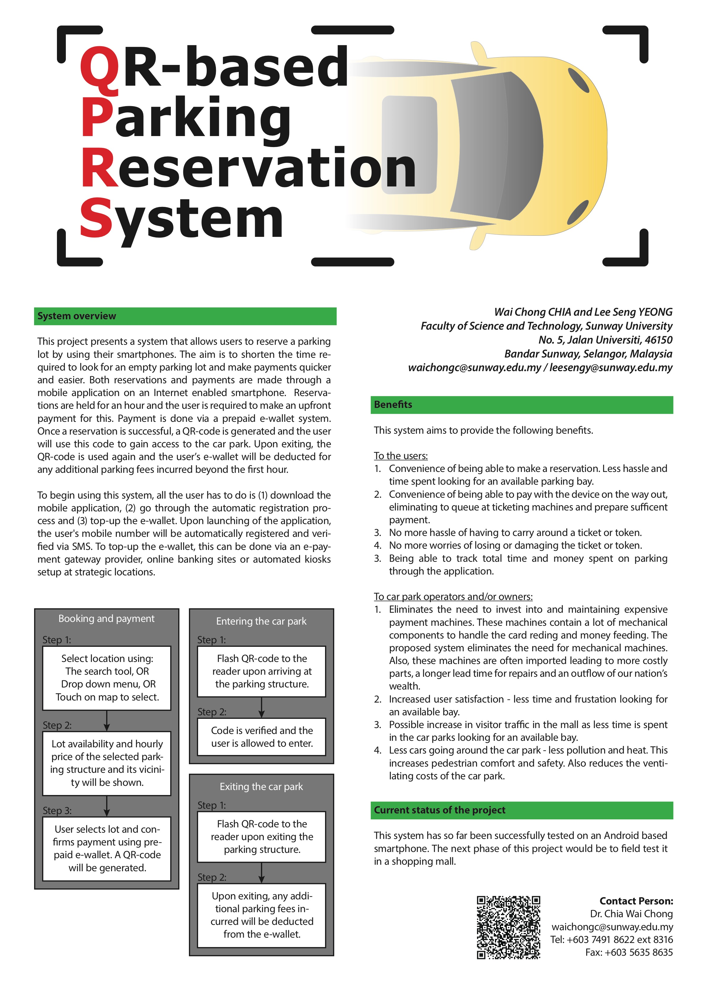 QR-based
Parking
Reservation
System
System overview
This project presents a system that allows users to reserve a parking
lot by using their smartphones. The aim is to shorten the time re-
quired to look for an empty parking lot and make payments quicker
and easier. Both reservations and payments are made through a
mobile application on an Internet enabled smartphone. Reserva-
tions are held for an hour and the user is required to make an upfront
payment for this. Payment is done via a prepaid e-wallet system.
Once a reservation is successful, a QR-code is generated and the user
will use this code to gain access to the car park. Upon exiting, the
QR-code is used again and the user's e-wallet will be deducted for
any additional parking fees incurred beyond the first hour.
To begin using this system, all the user has to do is (1) download the
mobile application, (2) go through the automatic registration pro-
cess and (3) top-up the e-wallet. Upon launching of the application,
the user's mobile number will be automatically registered and veri-
fied via SMS. To top-up the e-wallet, this can be done via an e-pay-
ment gateway provider, online banking sites or automated kiosks
setup at strategic locations.
Booking and payment
Step 1:
Select location using:
The search tool, OR
Drop down menu, OR
Touch on map to select.
Step 2:
Lot availability and hourly
price of the selected park-
ing structure and its vicini-
ty will be shown.
Step 3:
User selects lot and con-
firms payment using pre-
paid e-wallet. A QR-code
will be generated.
Entering the car park
Step 1:
Flash QR-code to the
reader upon arriving at
the parking structure.
Step 2:
Code is verified and the
user is allowed to enter.
Exiting the car park
Step 1:
Flash QR-code to the
reader upon exiting the
parking structure.
Step 2:
Upon exiting, any addi-
tional parking fees in-
curred will be deducted
from the e-wallet.
Wai Chong CHIA and Lee Seng YEONG
Faculty of Science and Technology, Sunway University
No. 5, Jalan Universiti, 46150
Bandar Sunway, Selangor, Malaysia
waichongc@sunway.edu.my / leesengy@sunway.edu.my
Benefits
This system aims to provide the following benefits.
To the users:
1. Convenience of being able to make a reservation. Less hassle and
time spent looking for an available parking bay.
2. Convenience of being able to pay with the device on the way out,
eliminating to queue at ticketing machines and prepare sufficent
payment.
3. No more hassle of having to carry around a ticket or token.
4. No more worries of losing or damaging the ticket or token.
3. Being able to track total time and money spent on parking
through the application.
To car park operators and/or owners:
1. Eliminates the need to invest into and maintaining expensive
payment machines. These machines contain a lot of mechanical
components to handle the card reding and money feeding. The
proposed system eliminates the need for mechanical machines.
Also, these machines are often imported leading to more costly
parts, a longer lead time for repairs and an outflow of our nation's
wealth.
2. Increased user satisfaction - less time and frustation looking for
an available bay.
3. Possible increase in visitor traffic in the mall as less time is spent
in the car parks looking for an available bay.
4. Less cars going around the car park - less pollution and heat. This
increases pedestrian comfort and safety. Also reduces the venti-
lating costs of the car park.
Current status of the project
This system has so far been successfully tested on an Android based
smartphone. The next phase of this project would be to field test it
in a shopping mall.
Contact Person:
Dr. Chia Wai Chong
waichongc@sunway.edu.my
Tel: +603 7491 8622 ext 8316
Fax: +603 5635 8635